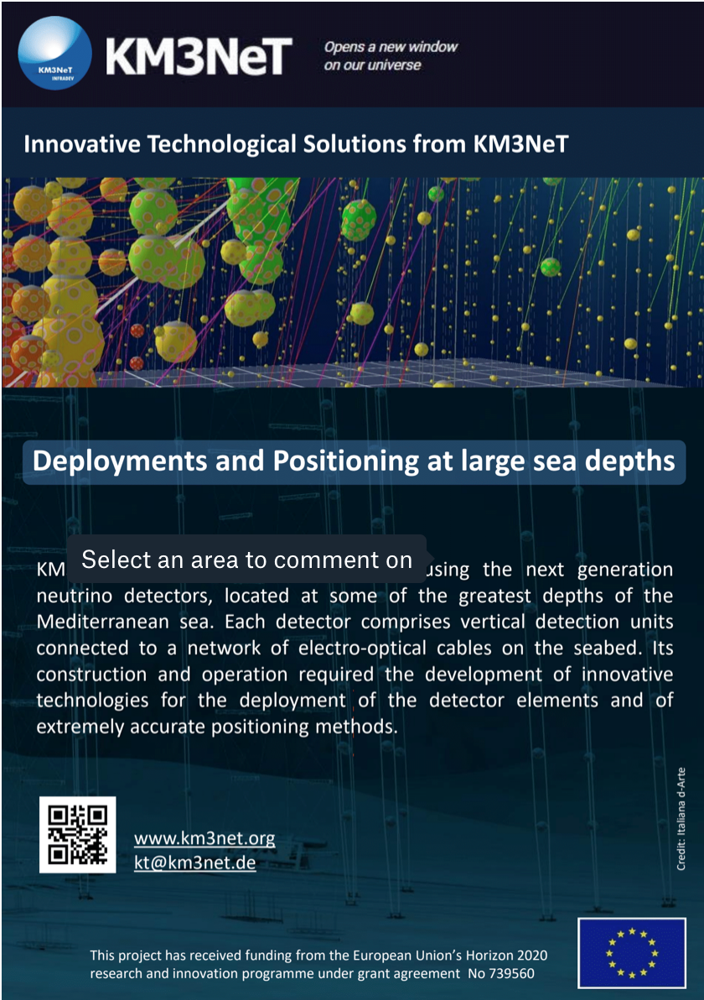 KM3NeT
INFRADEV
KM3NeT
Opens a new window
on our universe
Innovative Technological Solutions from KM3NeT
Deployments and Positioning at large sea depths
Select an area to comment on
KM using the next generation
neutrino detectors, located at some of the greatest depths of the
Mediterranean sea. Each detector comprises vertical detection units
connected to a network of electro-optical cables on the seabed. Its
construction and operation required the development of innovative
technologies for the deployment of the detector elements and of
extremely accurate positioning methods.
www.km3net.org
kt@km3net.de
Credit: Italiana d-Arte
This project has received funding from the European Union’s Horizon 2020
research and innovation programme under grant agreement No 739560